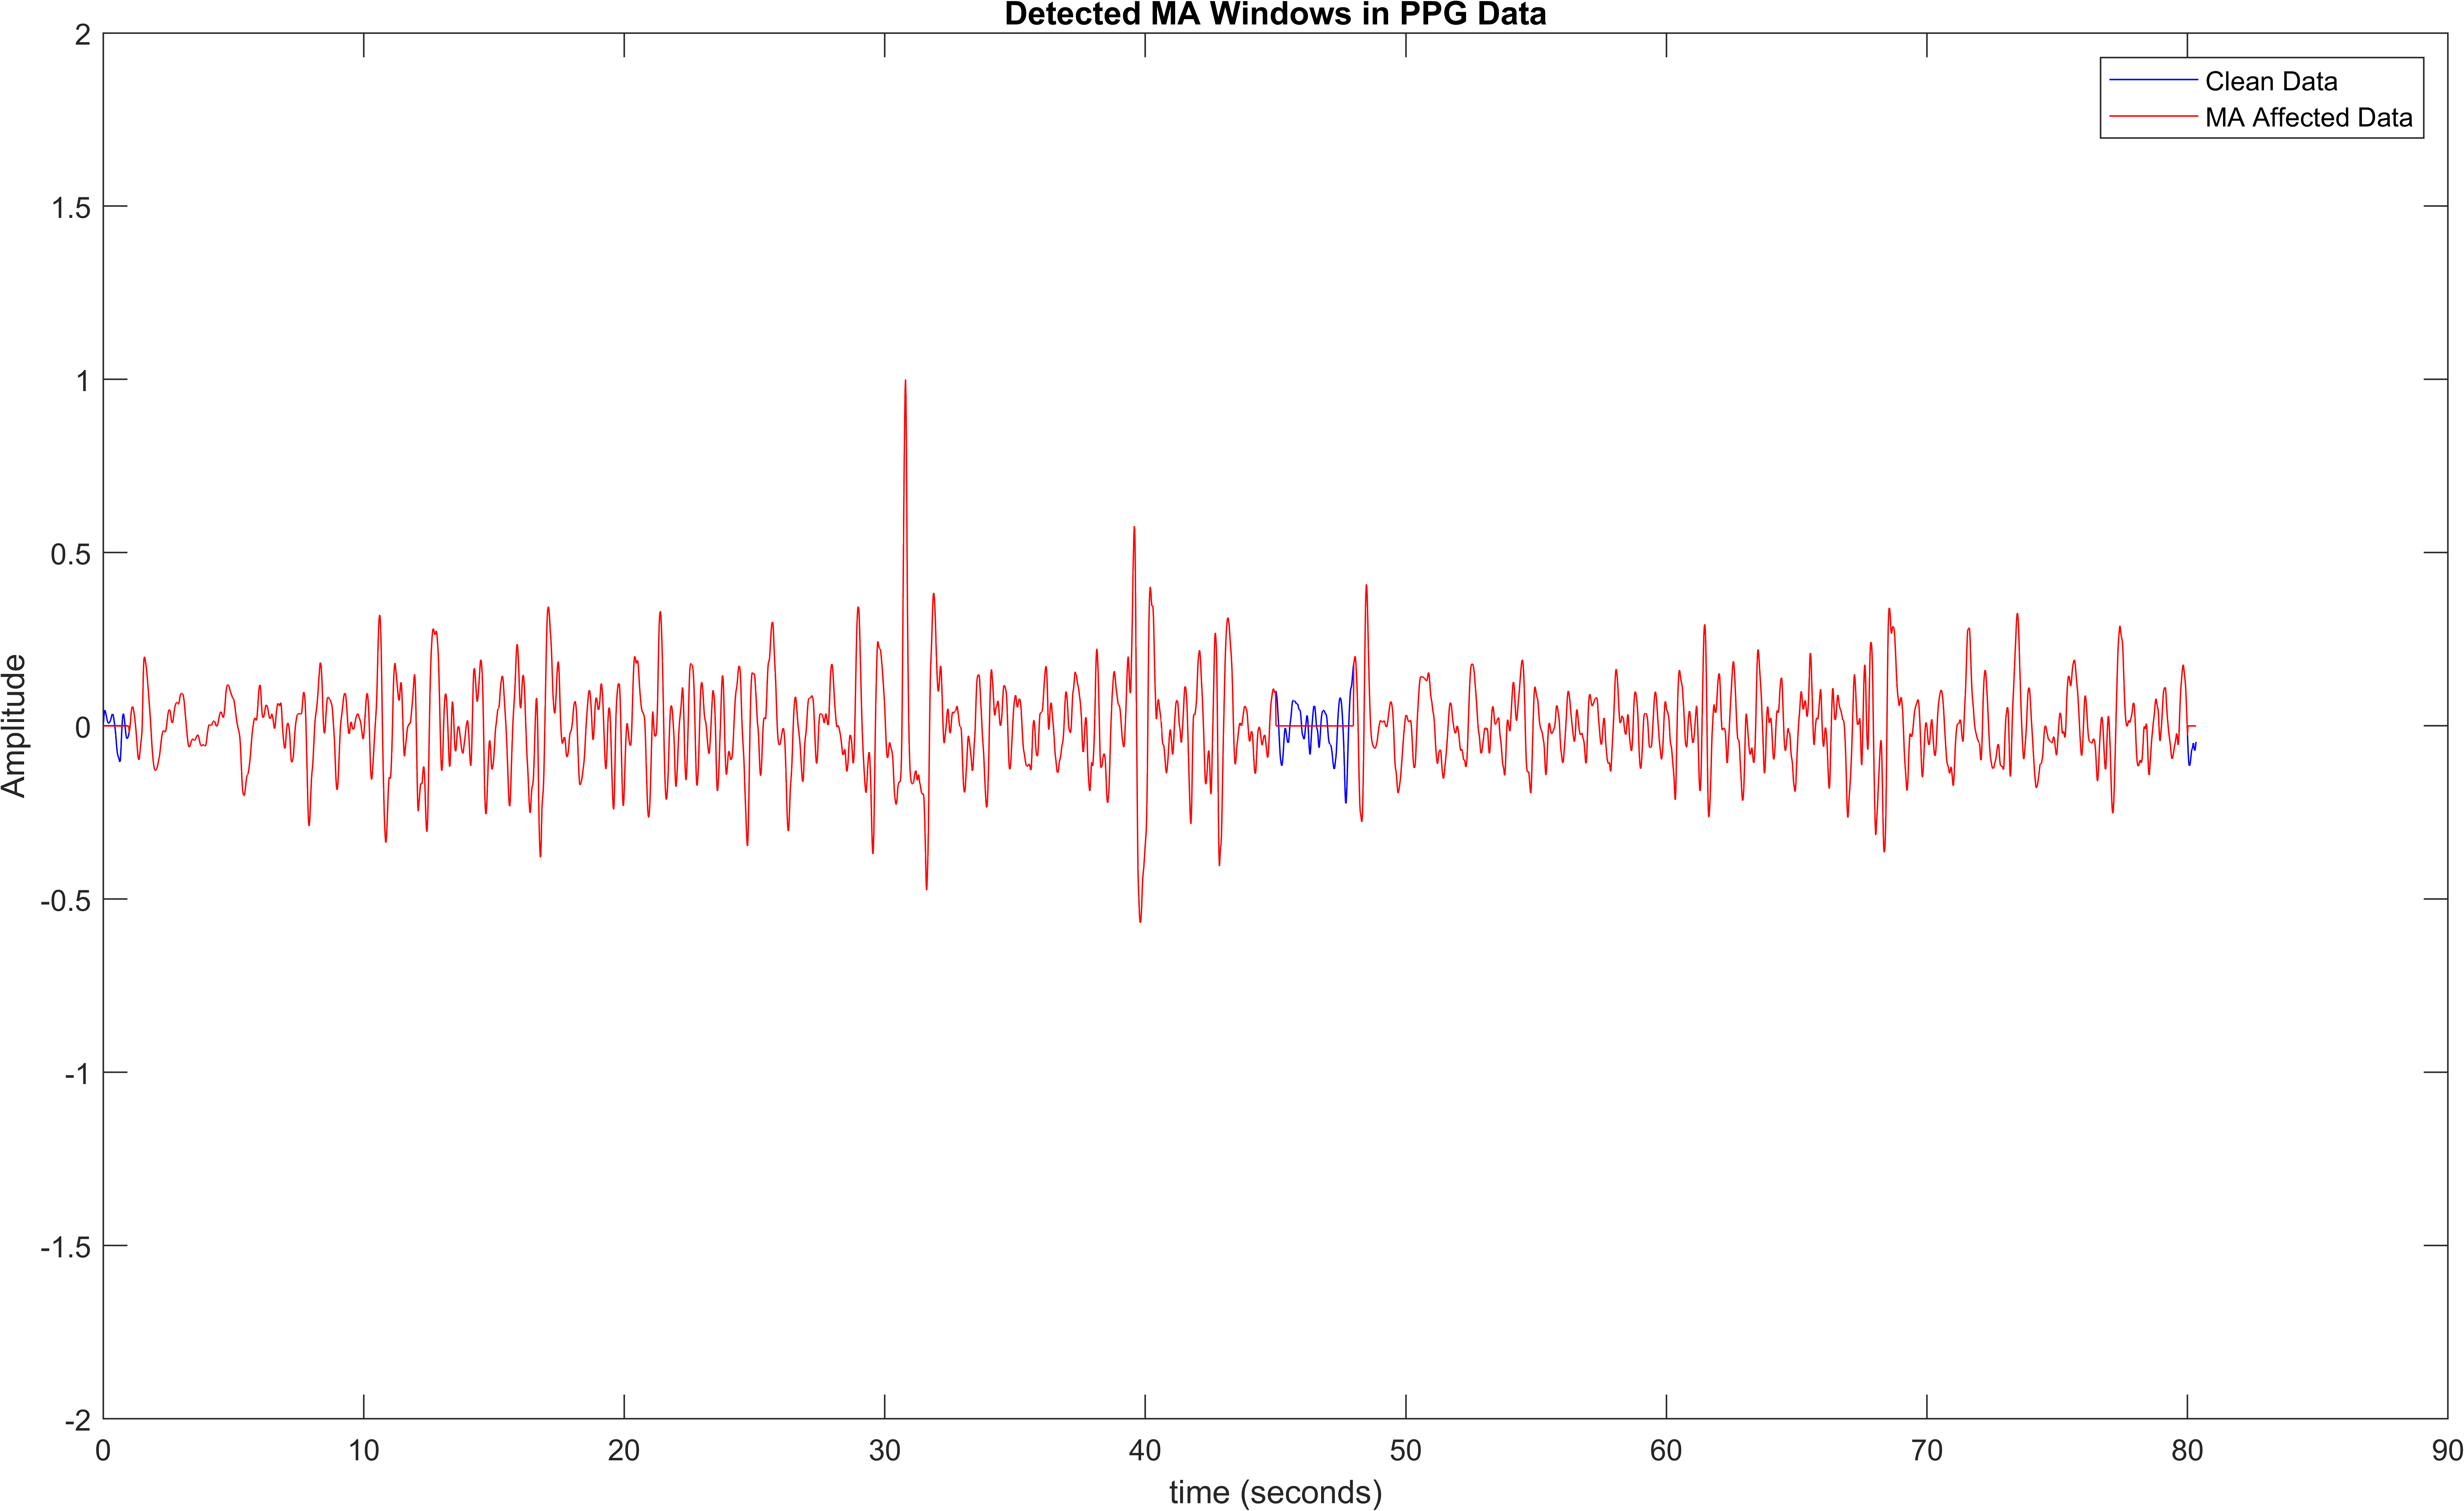 Detected MA Windows in PPG Data
Clean Data
MA Affected Data
2
1.5
1
0.5
0
-0.5
-1
-1.5
-2
Amplitude
0 10 20 30 40 50 60 70 80 90
time (seconds)